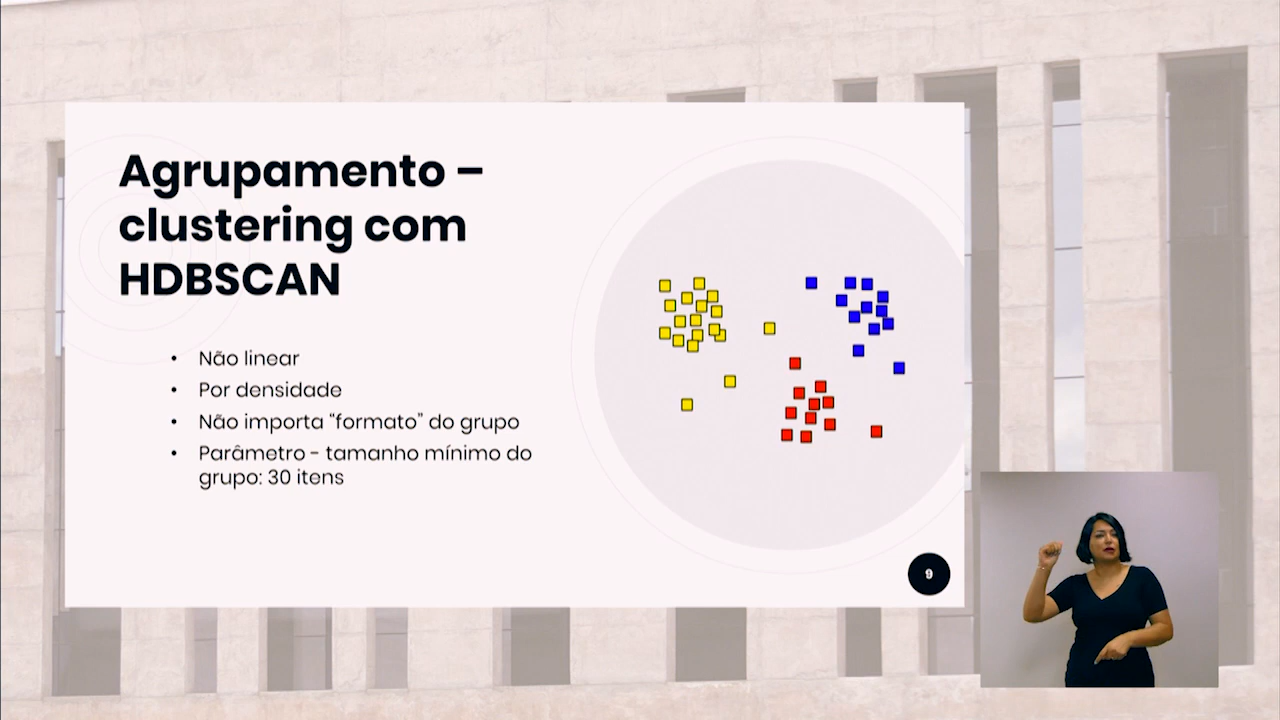 Agrupamento –
clustering com
HDBSCAN
• Não linear
• Por densidade
• Não importa “formato” do grupo
• Parâmetro - tamanho mínimo do
grupo: 30 itens
9